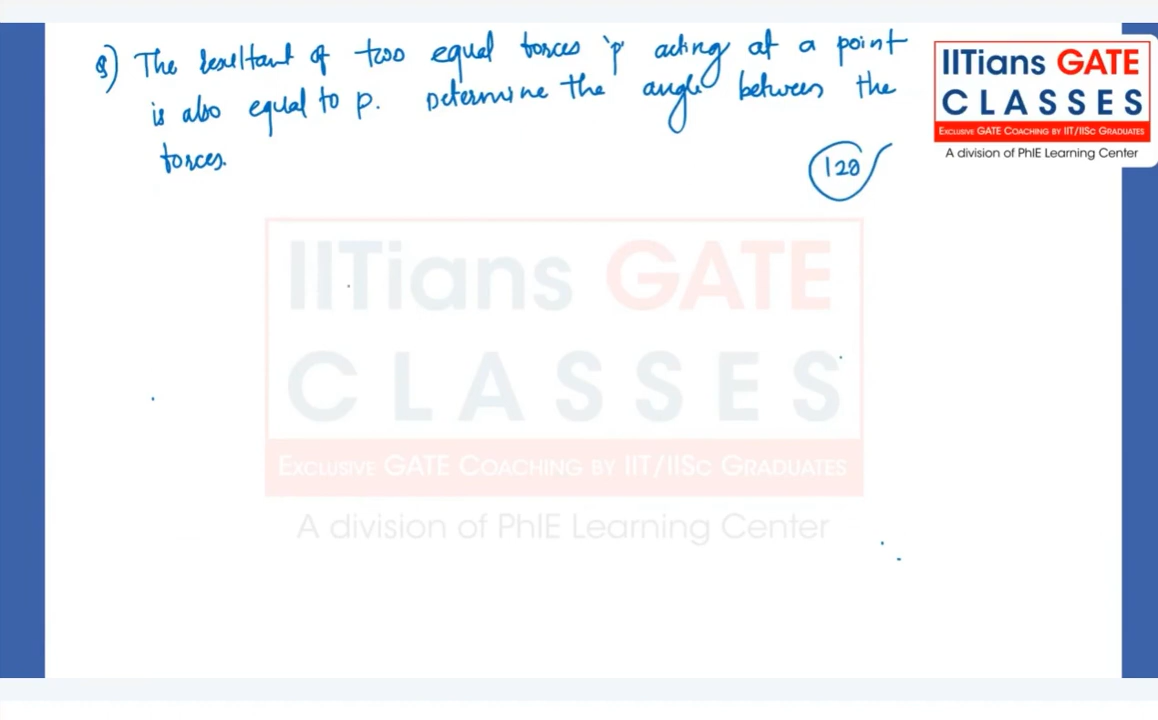 Q) The resultant of two equal forces 'p' acting at a point
is also equal to p. Determine the angle between the
forces.
120
IITians GATE
CLASSES
EXCLUSIVE GATE COACHING BY IIT/IISc GRADUATES
A division of PhIE Learning Center
IITians GATE
CLASSES
EXCLUSIVE GATE COACHING BY IIT/IISc GRADUATES
A division of PhIE Learning Center